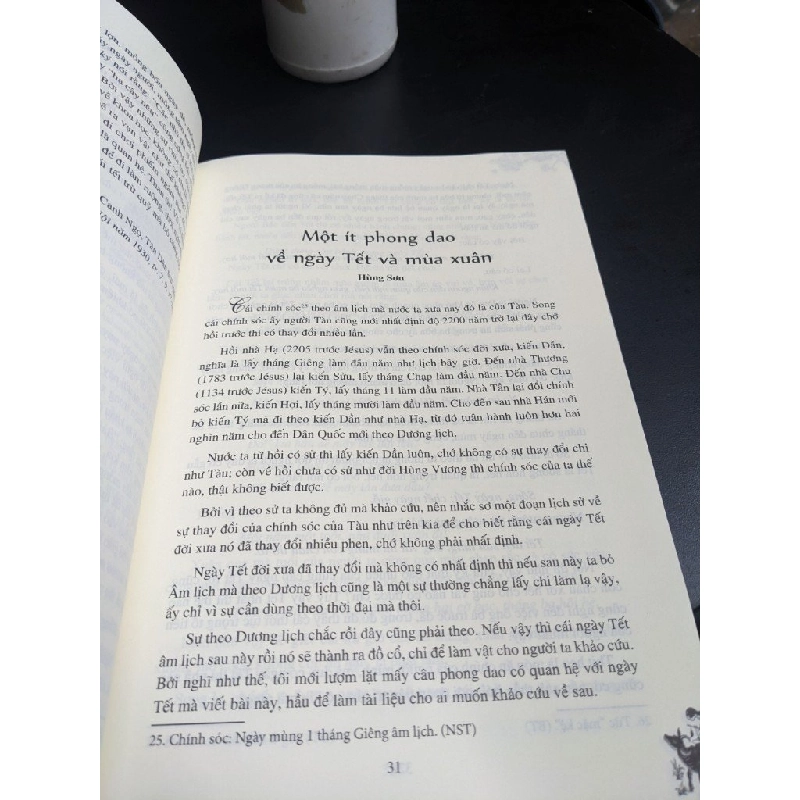 Một ít phong dao
về ngày Tết và mùa xuân
Hùng Sưu
Cái chính sóc²⁵ theo âm lịch mà nước ta xưa nay đó là của Tàu. Song
cái chính sóc ấy người Tàu cũng mới nhất định độ 2200 năm trở lại đây chớ
hồi trước thì có thay đổi nhiều lần.
Hồi nhà Hạ (2205 trước Jésus) vẫn theo chính sóc đời xưa, kiến Dần,
nghĩa là lấy tháng Giêng làm đầu năm như lịch bây giờ. Đến nhà Thương
(1783 trước Jésus) lại kiến Sửu, lấy tháng Chạp làm đầu năm. Đến nhà Chu
(1134 trước Jésus) kiến Tý, lấy tháng 11 làm đầu năm. Nhà Tần lại đổi chính
sóc lần nữa, kiến Hợi, lấy tháng mười làm đầu năm. Cho đến sau nhà Hán mới
bỏ kiến Tý mà đi theo kiến Dần như nhà Hạ, từ đó tuân hành luôn hơn hai
nghìn năm cho đến Dân Quốc mới theo Dương lịch.
Nước ta từ hồi có sử thì lấy kiến Dần luôn, chớ không có sự thay đổi chi
như Tàu; còn về hồi chưa có sử như đời Hùng Vương thì chính sóc của ta thế
nào, thật không biết được.
Bởi vì theo sử ta không đủ mà khảo cứu, nên nhắc sơ một đoạn lịch sử về
sự thay đổi của chính sóc của Tàu như trên kia để cho biết rằng cái ngày Tết
đời xưa nó đã thay đổi nhiều phen, chớ không phải nhất định.
Ngày Tết đời xưa đã thay đổi mà không có nhất định thì nếu sau này ta bỏ
Âm lịch mà theo Dương lịch cũng là một sự thường chẳng lấy chi làm lạ vậy,
ấy chỉ vì sự cần dùng theo thời đại mà thôi.
Sự theo Dương lịch chắc rồi đây cũng phải theo. Nếu vậy thì cái ngày Tết
âm lịch sau này rồi nó sẽ thành ra đồ cổ, chỉ để làm vật cho người ta khảo cứu.
Bởi nghĩ như thế, tôi mới lượm lặt mấy câu phong dao có quan hệ với ngày
Tết mà viết bài này, hầu để làm tài liệu cho ai muốn khảo cứu về sau.
25. Chính sóc: Ngày mùng 1 tháng Giêng âm lịch. (NST)
31